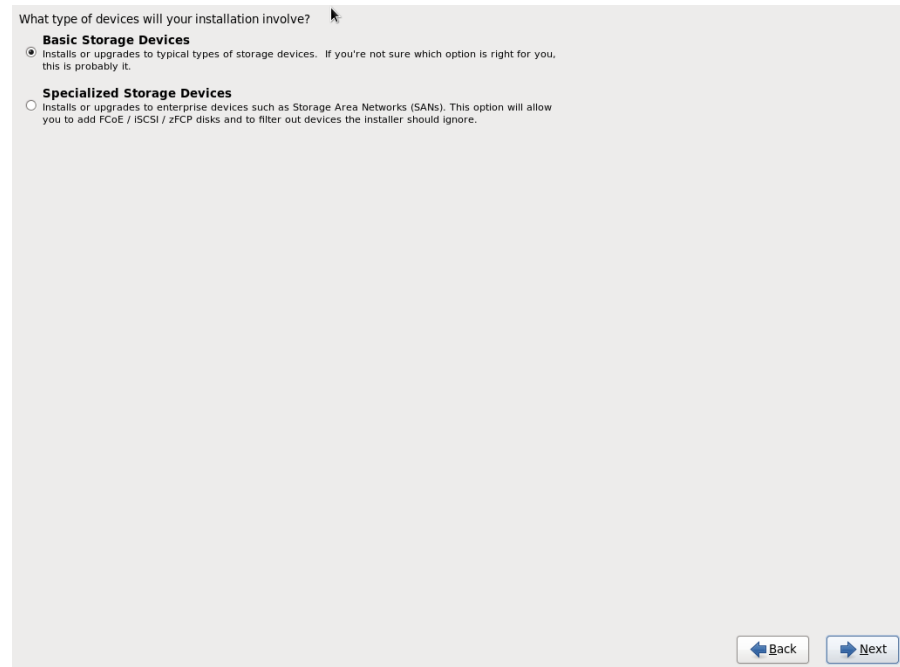 What type of devices will your installation involve?
Basic Storage Devices
Installs or upgrades to typical types of storage devices.  If you're not sure which option is right for you,
this is probably it.
Specialized Storage Devices
Installs or upgrades to enterprise devices such as Storage Area Networks (SANs). This option will allow
you to add FCoE / iSCSI / zFCP disks and to filter out devices the installer should ignore.
Back
Next